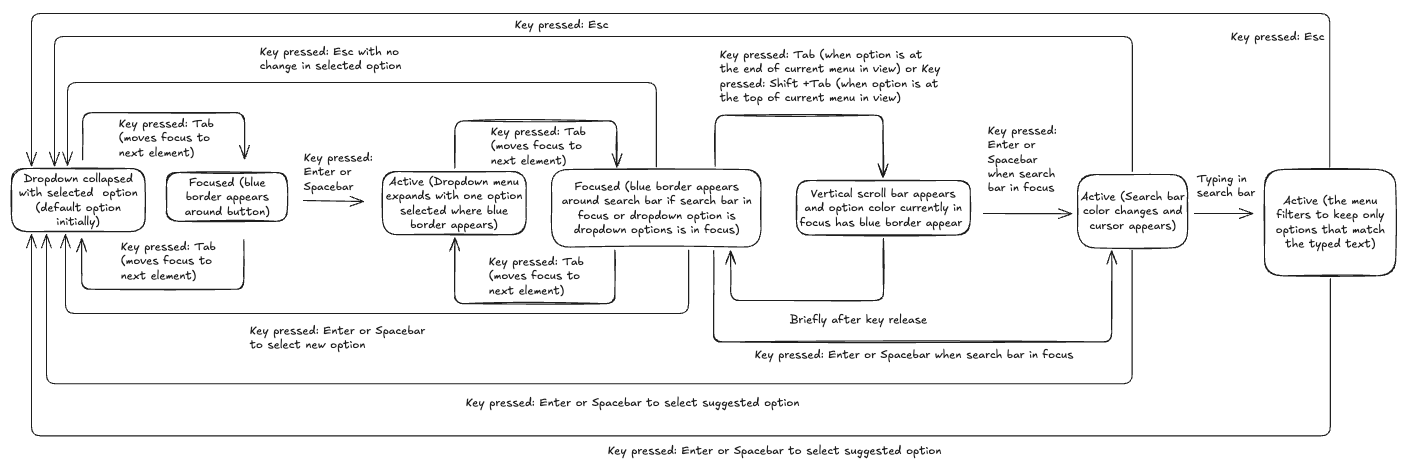 Key pressed: Esc
Key pressed: Esc
Key pressed: Esc with no
change in selected option
Key pressed: Tab (when option is at
the end of current menu in view) or Key
pressed: Shift +Tab (when option is at
the top of current menu in view)
Key pressed: Tab
(moves focus to
next element)
Key pressed: Tab
(moves focus to
next element)
Key pressed:
Enter or
Spacebar
when search
bar in focus
Key pressed:
Enter or
Spacebar
Dropdown collapsed
with selected option
(default option
initially)
Focused (blue
border appears
around button)
Active (Dropdown menu
expands with one option
selected where blue
border appears)
Focused (blue border appears
around search bar if search bar in
focus or dropdown option is
dropdown options is in focus)
Vertical scroll bar appears
and option color currently in
focus has blue border appear
Active (Search bar
color changes and
cursor appears)
Typing in
search bar
Active (the menu
filters to keep only
options that match
the typed text)
Key pressed: Tab
(moves focus to
next element)
Key pressed: Tab
(moves focus to
next element)
Briefly after key release
Key pressed: Enter or Spacebar
to select new option
Key pressed: Enter or Spacebar when search bar in focus
Key pressed: Enter or Spacebar to select suggested option
Key pressed: Enter or Spacebar to select suggested option